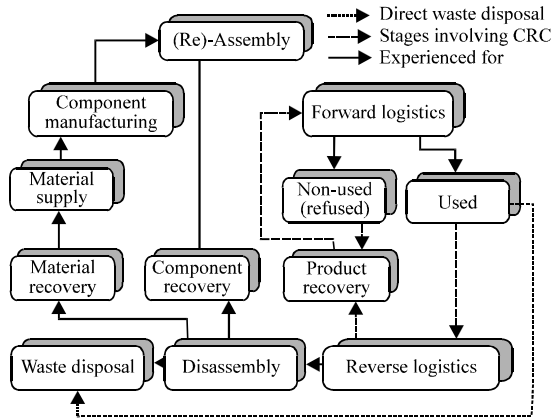 Direct waste disposal
Stages involving CRC
Experienced for
(Re)-Assembly
Component
manufacturing
Forward logistics
Material
supply
Non-used
(refused)
Used
Material
recovery
Component
recovery
Product
recovery
Waste disposal
Disassembly
Reverse logistics